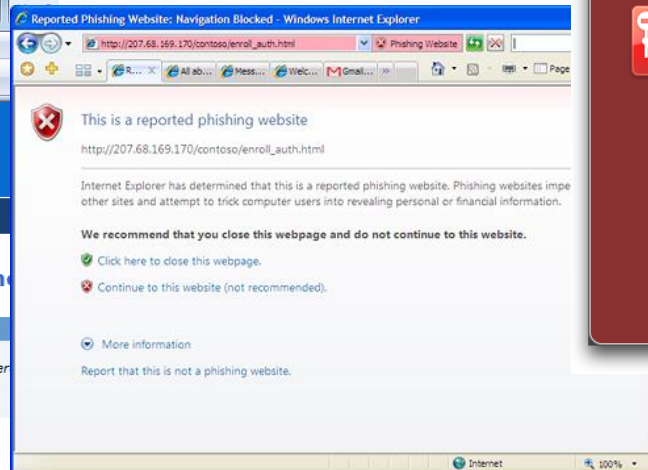 Reported Phishing Website: Navigation Blocked - Windows Internet Explorer
http://207.68.169.170/contoso/enrol_auth.html
Phishing Website
R...
All ab...
Mess...
Welc...
Gmail...
Page
This is a reported phishing website
http://207.68.169.170/contoso/enroll_auth.html
Internet Explorer has determined that this is a reported phishing website. Phishing websites impe
other sites and attempt to trick computer users into revealing personal or financial information.
We recommend that you close this webpage and do not continue to this website.
Click here to close this webpage.
Continue to this website (not recommended).
More information
Report that this is not a phishing website.
Internet
100%